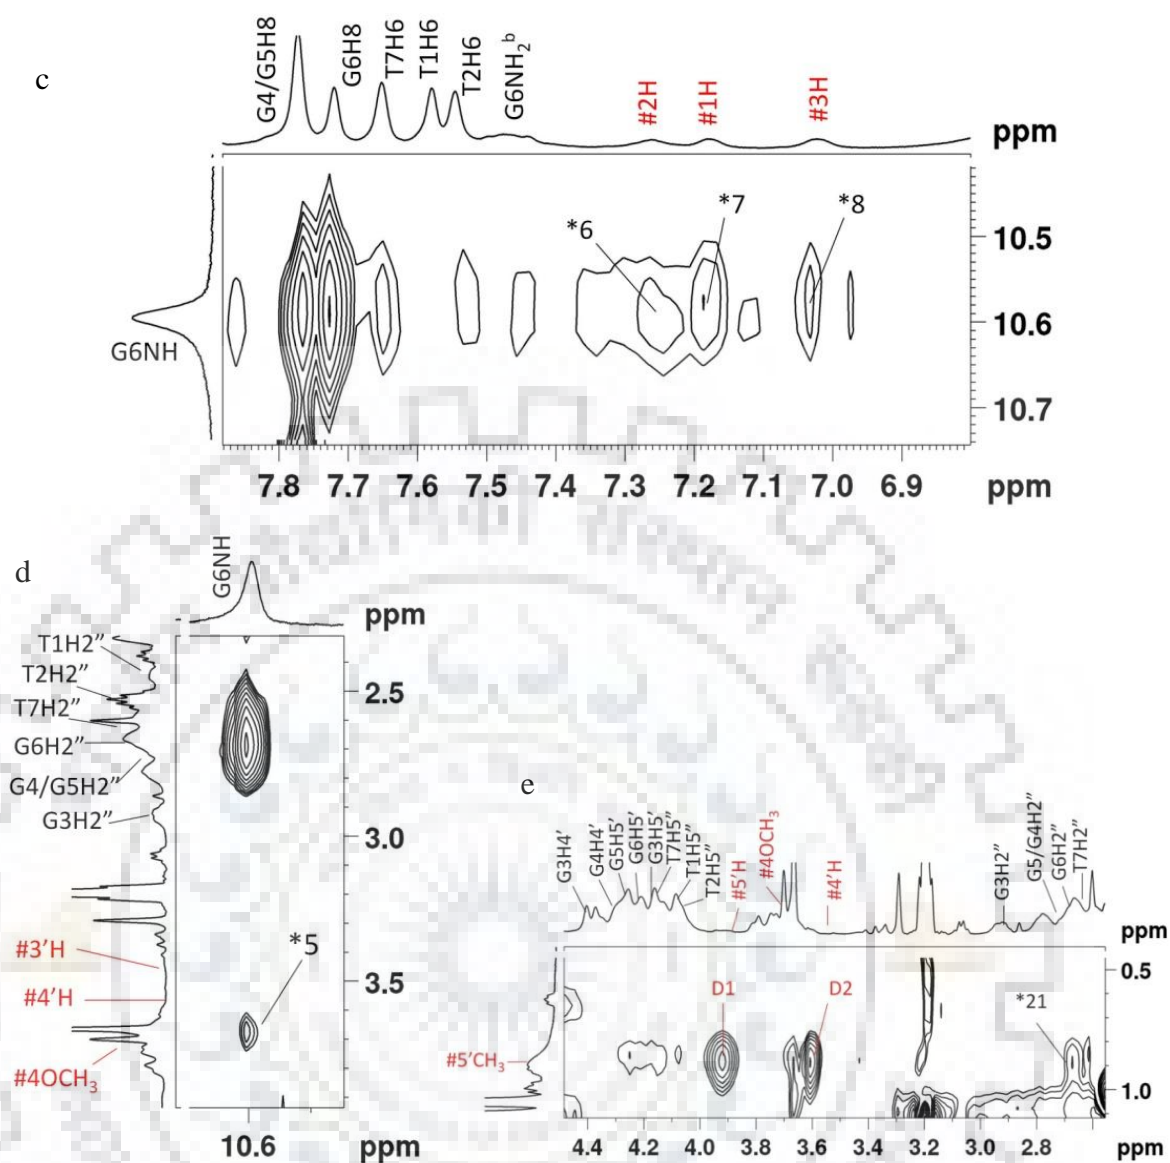 c
G4/G5H8
G6H8
T7H6
T1H6
T2H6
G6NH2b
#2H
#1H
#3H
ppm
*6
*7
*8
10.5
10.6
10.7
G6NH
7.8 7.7 7.6 7.5 7.4 7.3 7.2 7.1 7.0 6.9 ppm
d
G6NH
ppm
T1H2”
T2H2”
T7H2”
G6H2”
G4/G5H2”
G3H2”
2.5
3.0
3.5
*5
#3’H
#4’H
#4OCH3
10.6 ppm
e
G3H4’
G4H4’
G5H5’
G6H5’
G3H5’
T7H5”
T1H5”
T2H5”
#5’H
#4OCH3
#4’H
G3H2”
G5/G4H2”
G6H2”
T7H2”
ppm
0.5
D1 D2
*21
#5’CH3
1.0
4.4 4.2 4.0 3.8 3.6 3.4 3.2 3.0 2.8 ppm